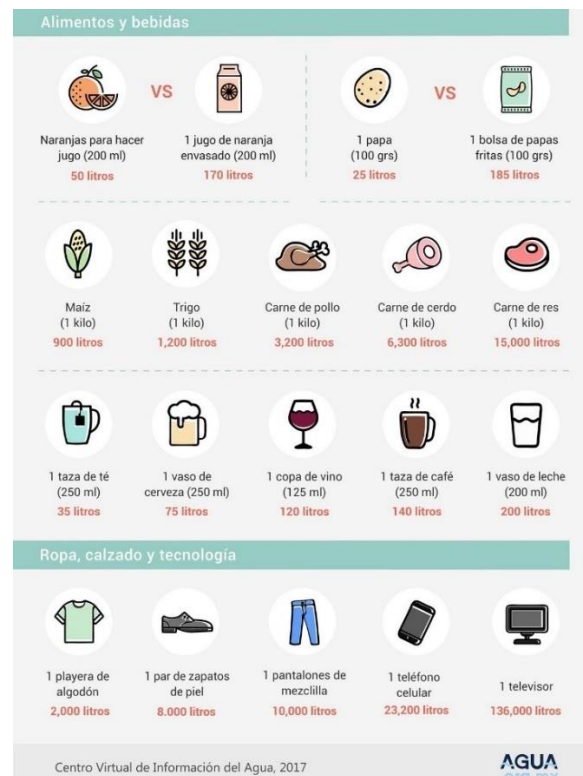 Alimentos y bebidas
VS
VS
Naranjas para hacer
jugo (200 ml)
50 litros
1 jugo de naranja
envasado (200 ml)
170 litros
1 papa
(100 grs)
25 litros
1 bolsa de papas
fritas (100 grs)
185 litros
Maíz
(1 kilo)
900 litros
Trigo
(1 kilo)
1,200 litros
Carne de pollo
(1 kilo)
3,200 litros
Carne de cerdo
(1 kilo)
6,300 litros
Carne de res
(1 kilo)
15,000 litros
1 taza de té
(250 ml)
35 litros
1 vaso de
cerveza (250 ml)
75 litros
1 copa de vino
(125 ml)
120 litros
1 taza de café
(250 ml)
140 litros
1 vaso de leche
(200 ml)
200 litros
Ropa, calzado y tecnología
1 playera de
algodón
2,000 litros
1 par de zapatos
de piel
8.000 litros
1 pantalones de
mezclilla
10,000 litros
1 teléfono
celular
23,200 litros
1 televisor
136,000 litros
Centro Virtual de Información del Agua, 2017
AGUA